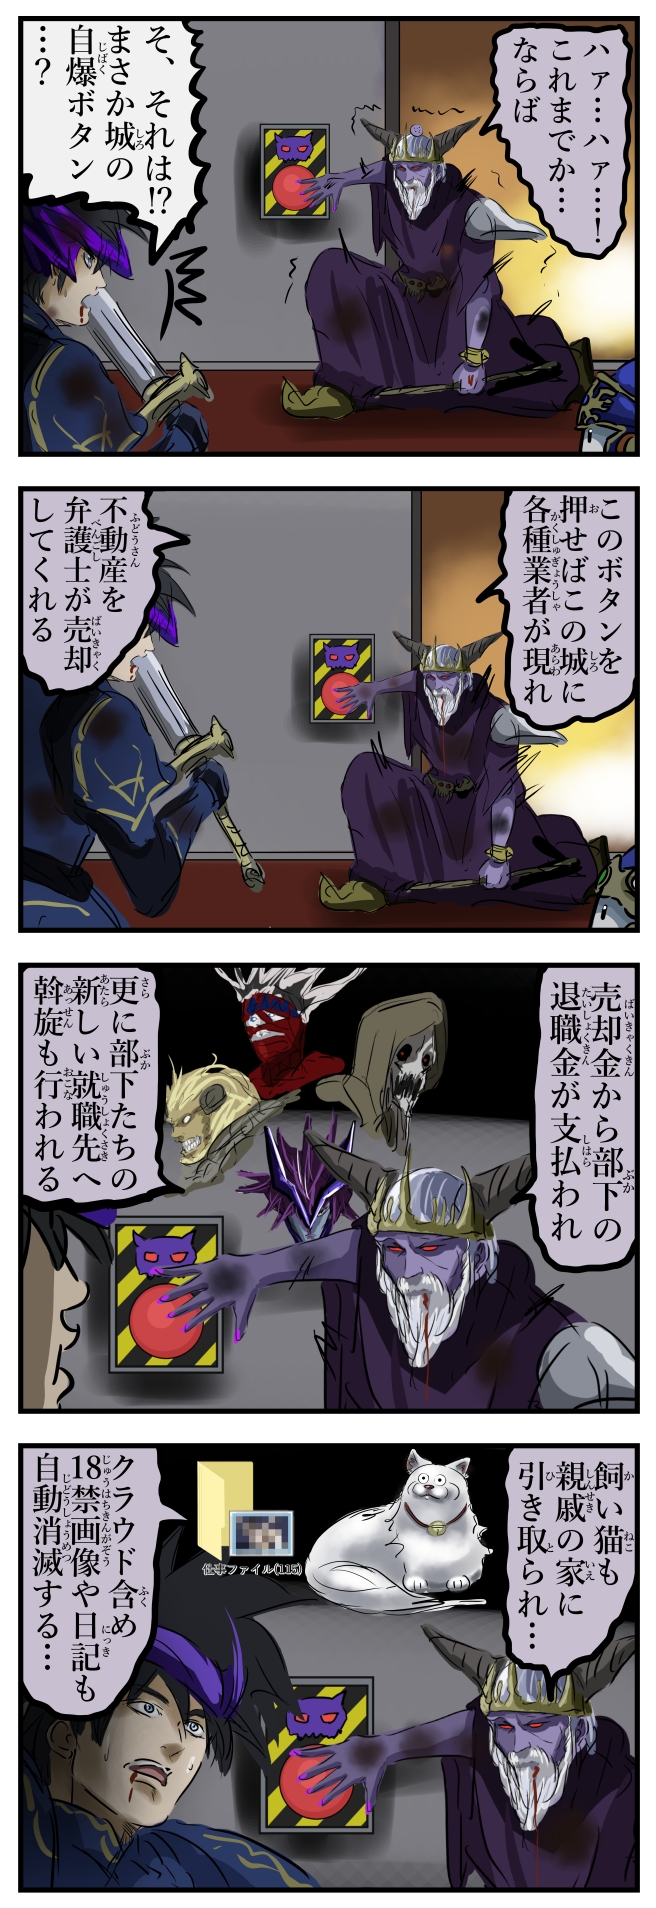 ハァ…ハァ…！
これまでか…
ならば
そ、それは!?
まさか城の
自爆ボタン
…？
このボタンを
押せばこの城に
各種業者が現れ
不動産を
弁護士が売却
してくれる
売却金から部下の
退職金が支払われ
更に部下たちの
新しい就職先へ
斡旋も行われる
飼い猫も
親戚の家に
引き取られ…
仕事ファイル(115)
クラウド含め
18禁画像や日記も
自動消滅する…